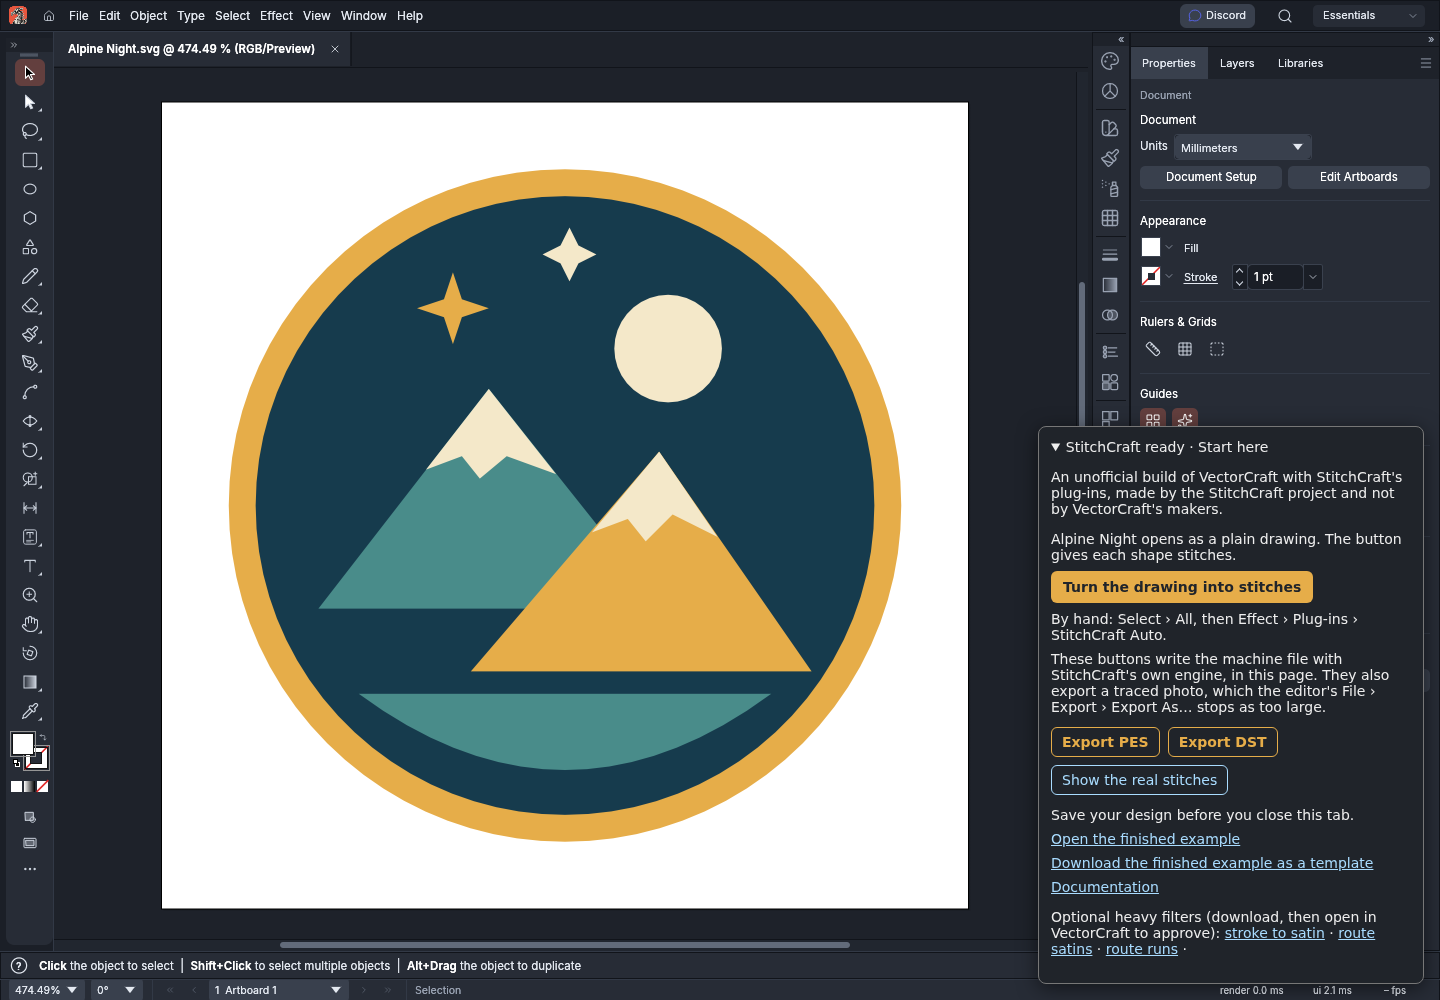 File Edit Object Type Select Effect View Window Help
Discord
Essentials
Alpine Night.svg @ 474.49 % (RGB/Preview)
Properties Layers Libraries
Document
Document
Units Millimeters
Document Setup Edit Artboards
Appearance
Fill
Stroke 1 pt
Rulers & Grids
Guides
▼ StitchCraft ready · Start here
An unofficial build of VectorCraft with StitchCraft's
plug-ins, made by the StitchCraft project and not
by VectorCraft's makers.
Alpine Night opens as a plain drawing. The button
gives each shape stitches.
Turn the drawing into stitches
By hand: Select › All, then Effect › Plug-ins ›
StitchCraft Auto.
These buttons write the machine file with
StitchCraft's own engine, in this page. They also
export a traced photo, which the editor's File ›
Export › Export As... stops as too large.
Export PES Export DST
Show the real stitches
Save your design before you close this tab.
Open the finished example
Download the finished example as a template
Documentation
Optional heavy filters (download, then open in
VectorCraft to approve): stroke to satin · route
satins · route runs ·
Click the object to select | Shift+Click to select multiple objects | Alt+Drag the object to duplicate
474.49% 0° 1 Artboard 1 Selection render 0.0 ms ui 2.1 ms – fps